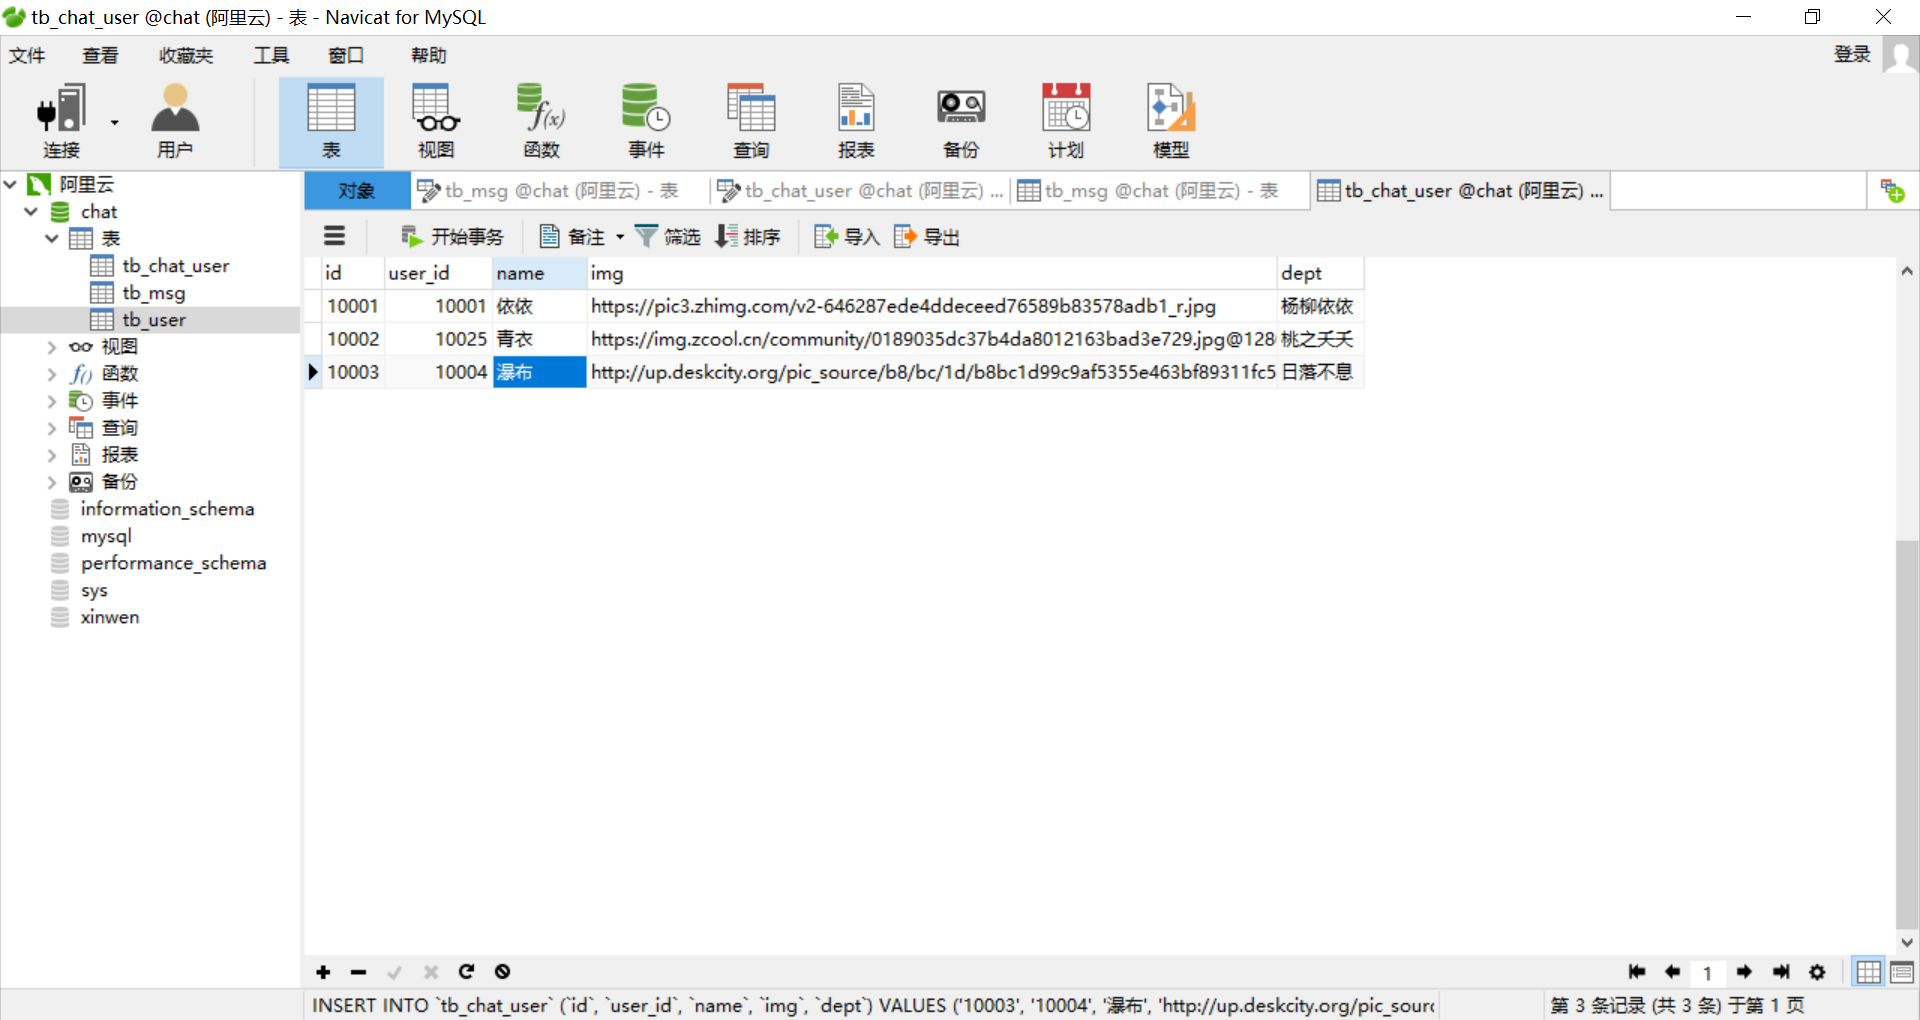 tb_chat_user @chat (阿里云) - 表 - Navicat for MySQL
文件 查看 收藏夹 工具 窗口 帮助 登录
连接 用户 表 视图 函数 事件 查询 报表 备份 计划 模型
对象 tb_msg @chat (阿里云) - 表 tb_chat_user @chat (阿里云) ... tb_msg @chat (阿里云) - 表 tb_chat_user @chat (阿里云) ...
阿里云
chat
表
tb_chat_user
tb_msg
tb_user
视图
函数
事件
查询
报表
备份
information_schema
mysql
performance_schema
sys
xinwen
开始事务 备注 筛选 排序 导入 导出
id user_id name img dept
10001 10001 依依 https://pic3.zhimg.com/v2-646287ede4ddeceed76589b83578adb1_r.jpg 杨柳依依
10002 10025 青衣 https://img.zcool.cn/community/0189035dc37b4da8012163bad3e729.jpg@128 桃之夭夭
10003 10004 瀑布 http://up.deskcity.org/pic_source/b8/bc/1d/b8bc1d99c9af5355e463bf89311fc5 日落不息
1
INSERT INTO `tb_chat_user` (`id`, `user_id`, `name`, `img`, `dept`) VALUES ('10003', '10004', '瀑布', 'http://up.deskcity.org/pic_sourc 第 3 条记录 (共 3 条) 于第 1 页